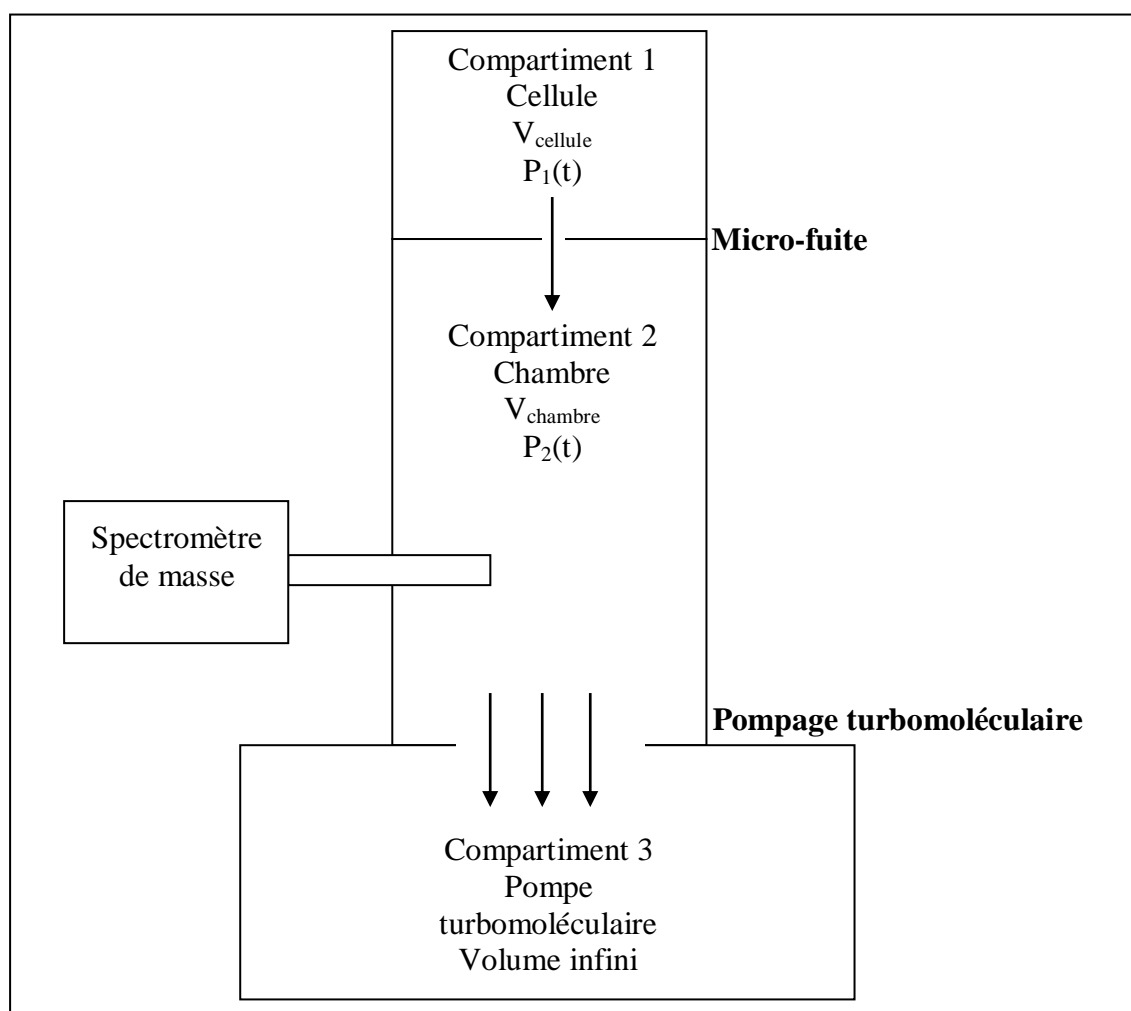 Compartiment 1
Cellule
Vcellule
P1(t)
Micro-fuite
Compartiment 2
Chambre
Vchambre
P2(t)
Spectromètre
de masse
Pompage turbomoléculaire
Compartiment 3
Pompe
turbomoléculaire
Volume infini